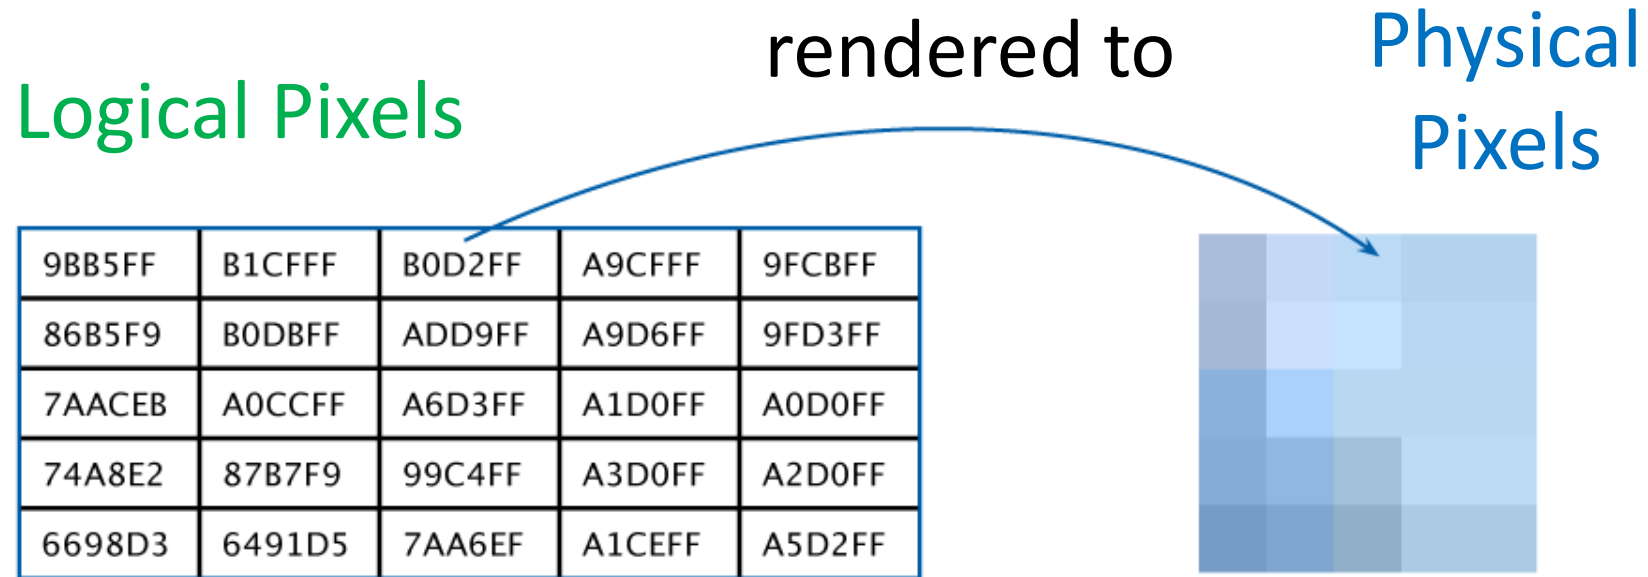 rendered to
Physical
Pixels
Logical Pixels
9BB5FF B1CFFF B0D2FF A9CFFF 9FCBFF
86B5F9 B0DBFF ADD9FF A9D6FF 9FD3FF
7AACEB A0CCFF A6D3FF A1D0FF A0D0FF
74A8E2 87B7F9 99C4FF A3D0FF A2D0FF
6698D3 6491D5 7AA6EF A1CEFF A5D2FF